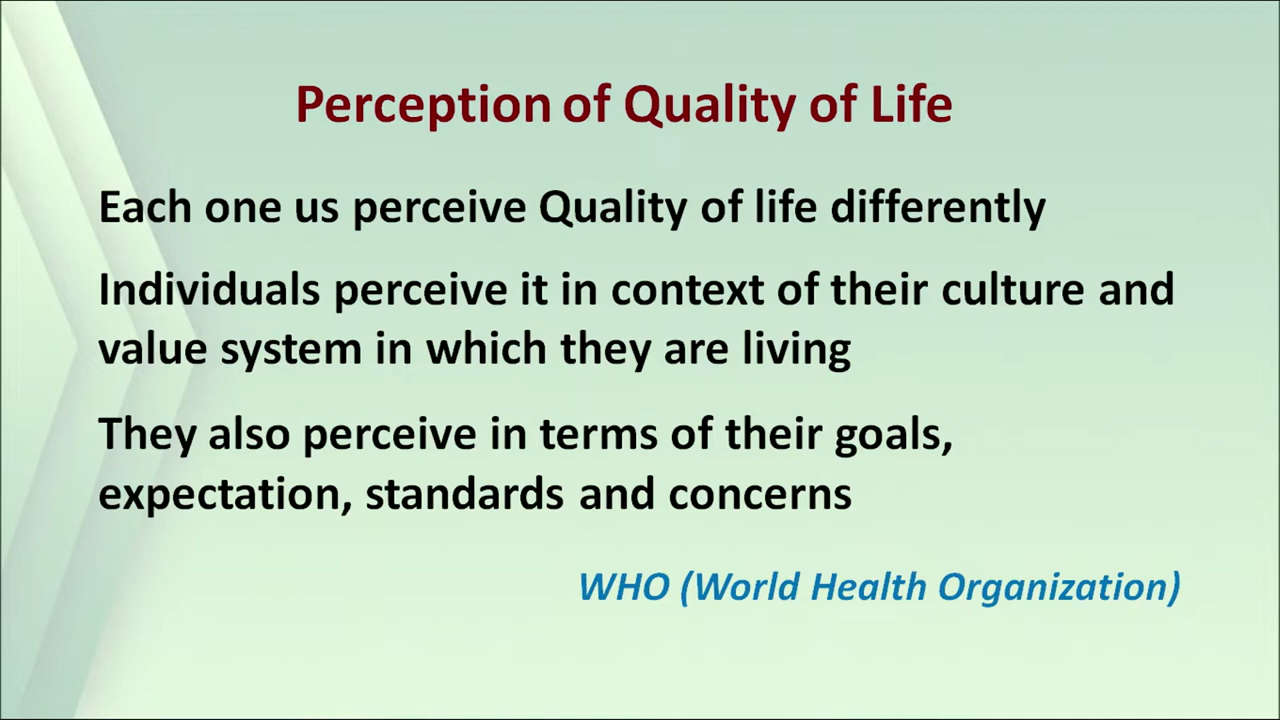 Perception of Quality of Life
Each one us perceive Quality of life differently
Individuals perceive it in context of their culture and
value system in which they are living
They also perceive in terms of their goals,
expectation, standards and concerns
WHO (World Health Organization)